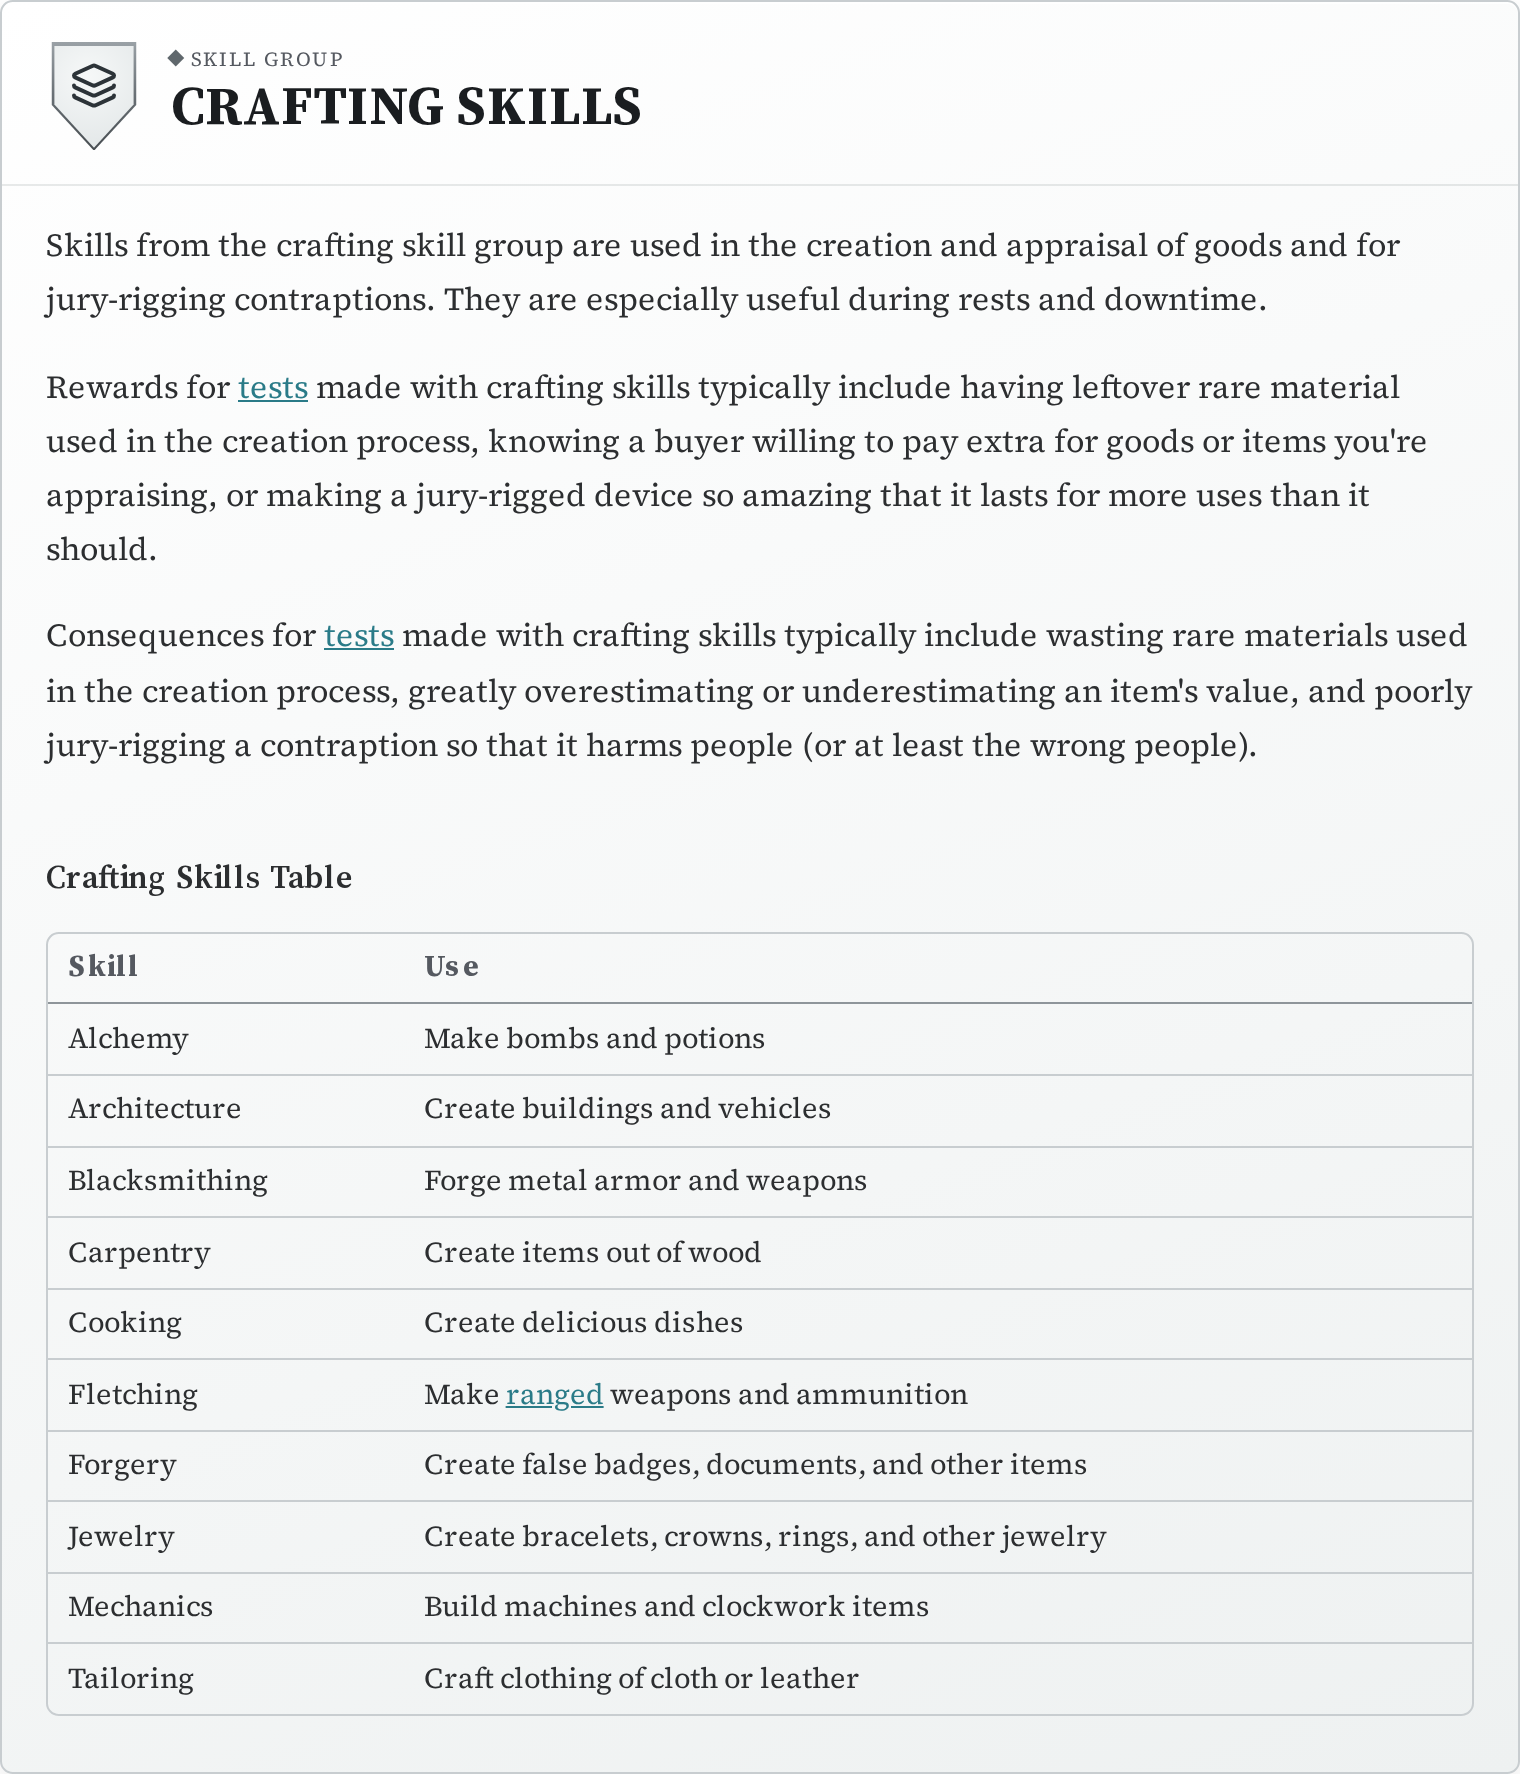 SKILL GROUP
CRAFTING SKILLS
Skills from the crafting skill group are used in the creation and appraisal of goods and for
jury-rigging contraptions. They are especially useful during rests and downtime.
Rewards for tests made with crafting skills typically include having leftover rare material
used in the creation process, knowing a buyer willing to pay extra for goods or items you're
appraising, or making a jury-rigged device so amazing that it lasts for more uses than it
should.
Consequences for tests made with crafting skills typically include wasting rare materials used
in the creation process, greatly overestimating or underestimating an item's value, and poorly
jury-rigging a contraption so that it harms people (or at least the wrong people).
Crafting Skills Table
Skill Use
Alchemy Make bombs and potions
Architecture Create buildings and vehicles
Blacksmithing Forge metal armor and weapons
Carpentry Create items out of wood
Cooking Create delicious dishes
Fletching Make ranged weapons and ammunition
Forgery Create false badges, documents, and other items
Jewelry Create bracelets, crowns, rings, and other jewelry
Mechanics Build machines and clockwork items
Tailoring Craft clothing of cloth or leather